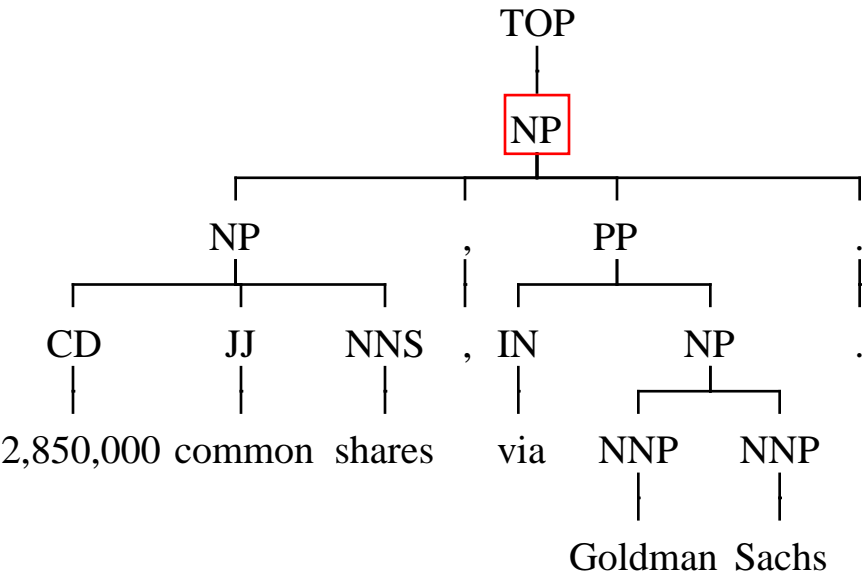 TOP
NP
NP , PP .
CD JJ NNS , IN NP .
2,850,000 common shares via NNP NNP
Goldman Sachs